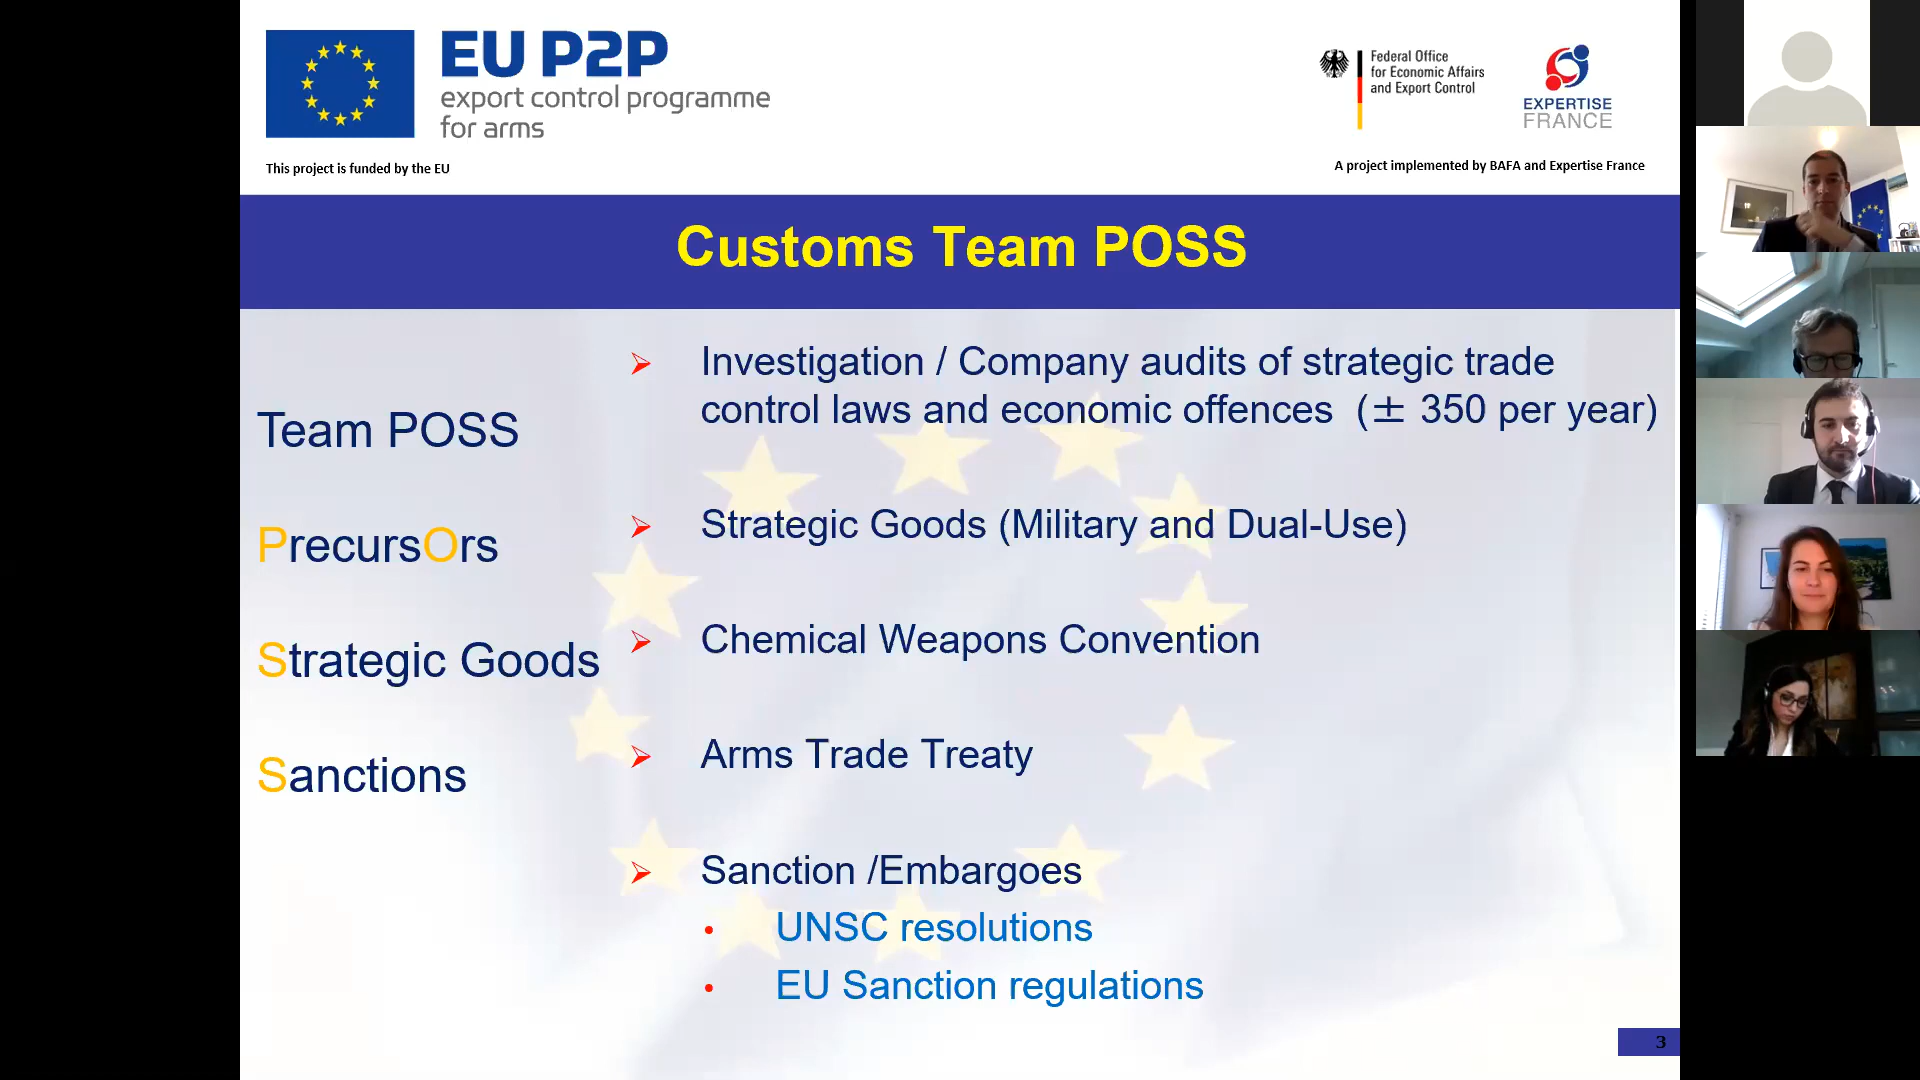 EU P2P
export control programme
for arms
This project is funded by the EU
Federal Office
for Economic Affairs
and Export Control
EXPERTISE
FRANCE
A project implemented by BAFA and Expertise France
Customs Team POSS
Team POSS
PrecursOrs
Strategic Goods
Sanctions
Investigation / Company audits of strategic trade
control laws and economic offences (± 350 per year)
Strategic Goods (Military and Dual-Use)
Chemical Weapons Convention
Arms Trade Treaty
Sanction /Embargoes
UNSC resolutions
EU Sanction regulations
3